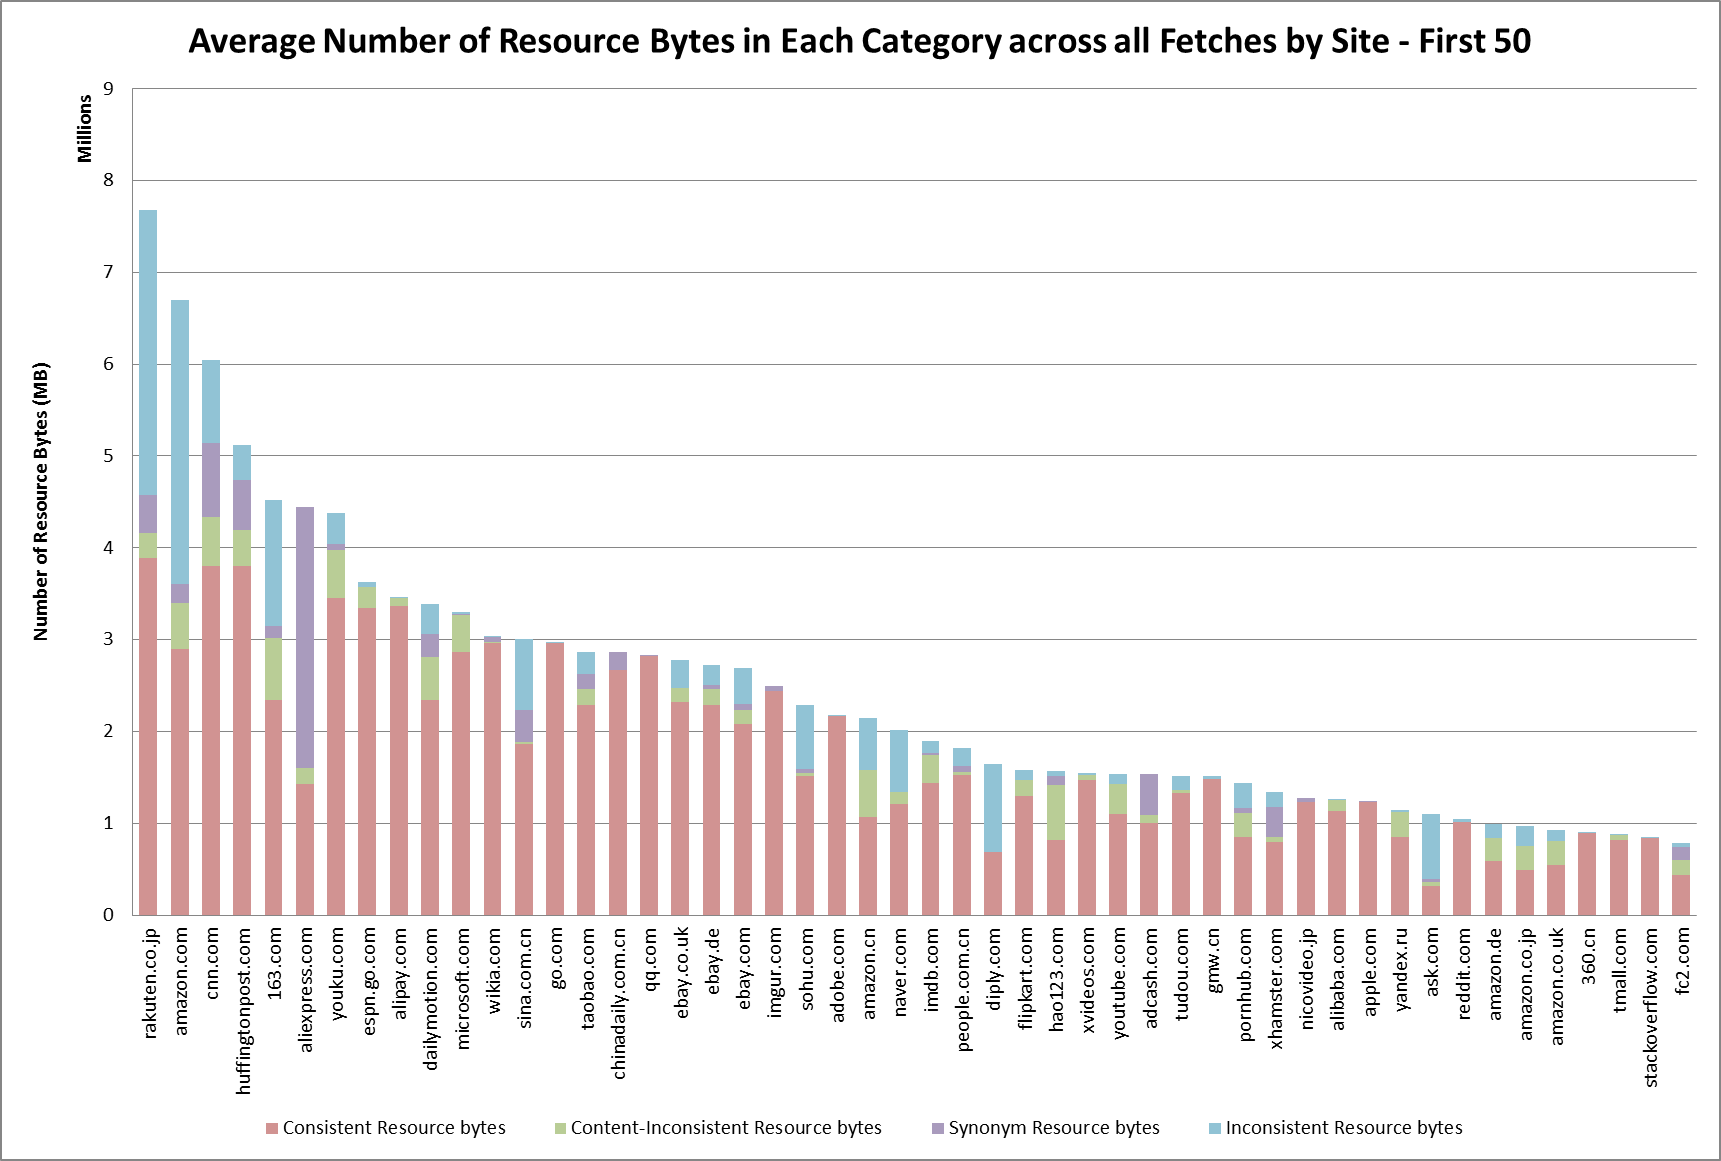 Average Number of Resource Bytes in Each Category across all Fetches by Site - First 50
Millions
Number of Resource Bytes (MB)
9
8
7
6
5
4
3
2
1
0
rakuten.co.jp
amazon.com
cnn.com
huffingtonpost.com
163.com
aliexpress.com
youku.com
espn.go.com
alipay.com
dailymotion.com
microsoft.com
wikia.com
sina.com.cn
go.com
taobao.com
chinadaily.com.cn
qq.com
ebay.co.uk
ebay.de
ebay.com
imgur.com
sohu.com
adobe.com
amazon.cn
naver.com
imdb.com
people.com.cn
diply.com
flipkart.com
hao123.com
xvideos.com
youtube.com
adcash.com
tudou.com
gmw.cn
pornhub.com
xhamster.com
nicovideo.jp
alibaba.com
apple.com
yandex.ru
ask.com
reddit.com
amazon.de
amazon.co.jp
amazon.co.uk
360.cn
tmall.com
stackoverflow.com
fc2.com
Consistent Resource bytes
Content-Inconsistent Resource bytes
Synonym Resource bytes
Inconsistent Resource bytes